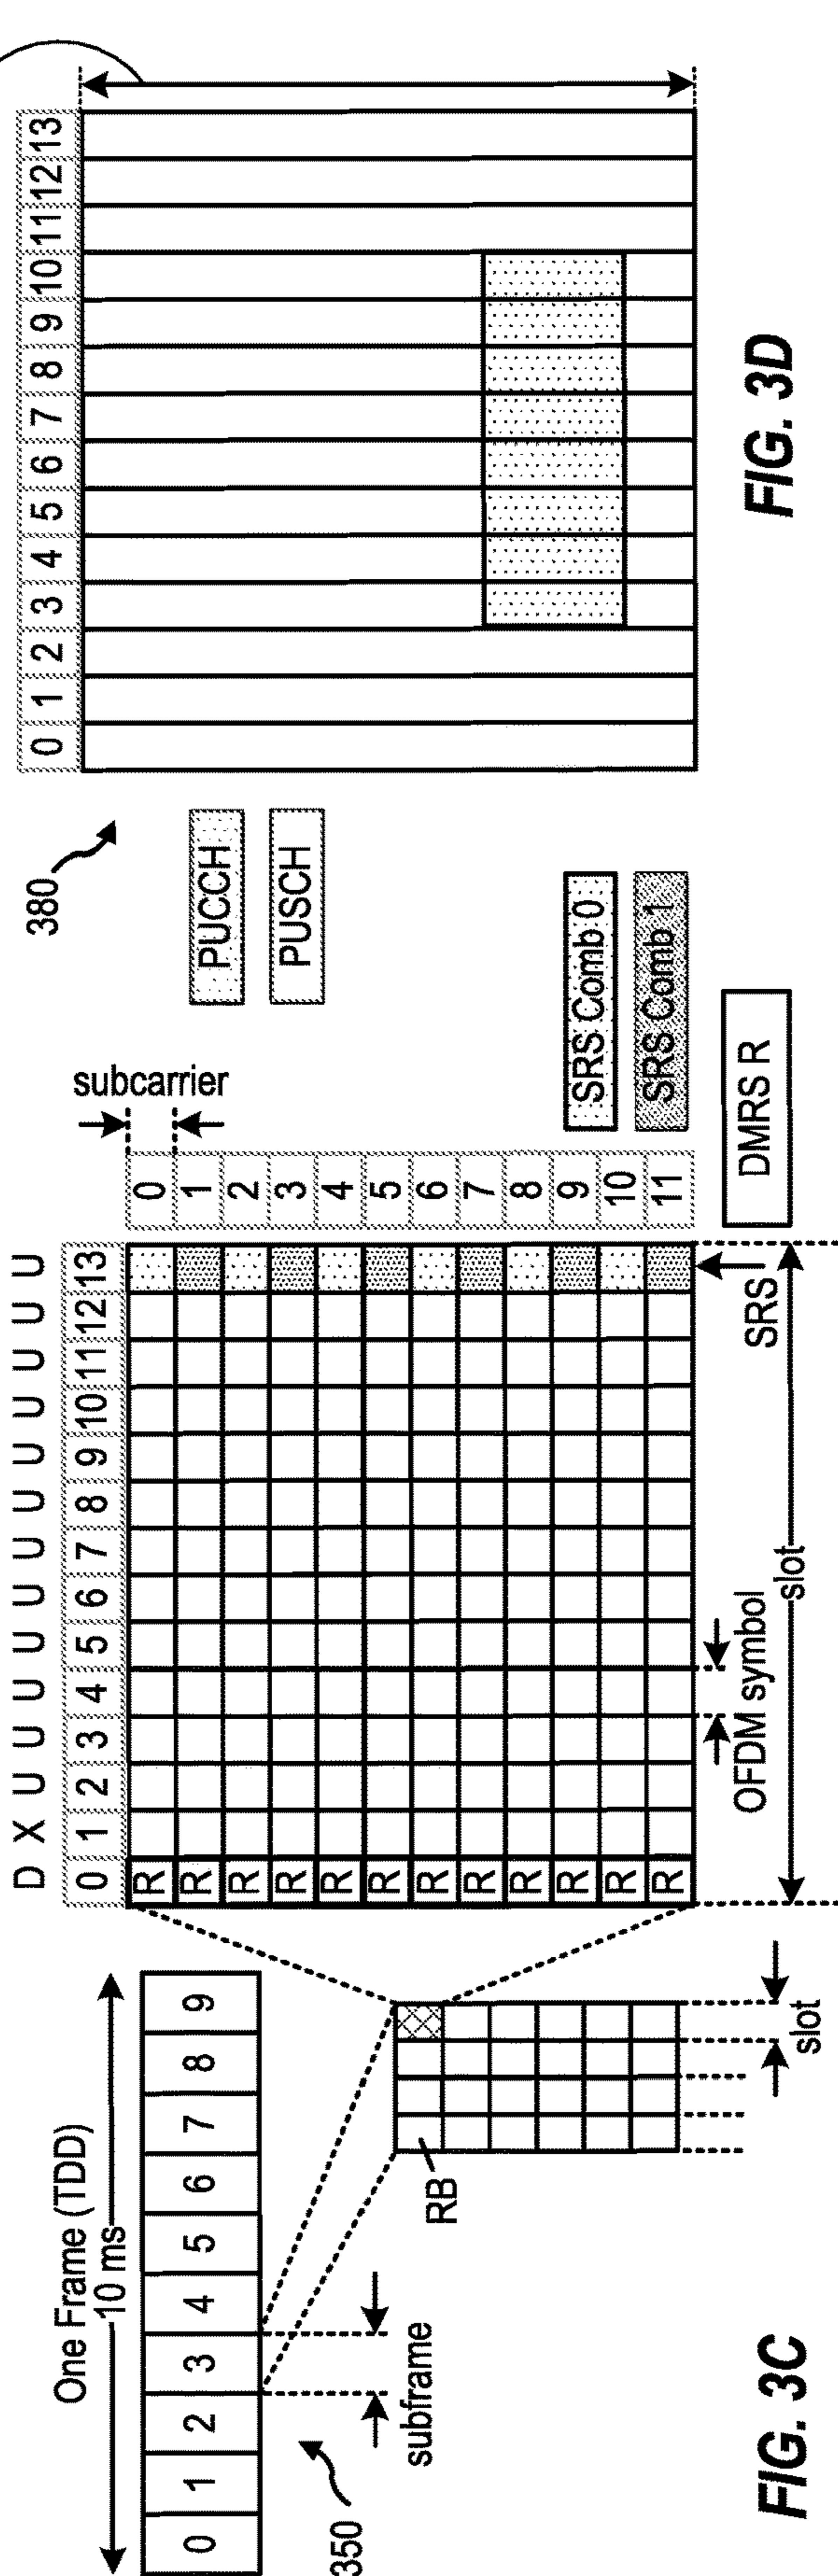 One Frame (TDD)
10 ms
0 1 2 3 4 5 6 7 8 9
subframe
350
RB
slot
D X U U U U U U U U U U U U
0 1 2 3 4 5 6 7 8 9 10 11 12 13
R
R
R
R
R
R
R
R
R
R
R
R
subcarrier
0
1
2
3
4
5
6
7
8
9
10
11
OFDM symbol
SRS
slot
SRS Comb 0
SRS Comb 1
DMRS R
FIG. 3C
380
PUCCH
PUSCH
0 1 2 3 4 5 6 7 8 9 10 11 12 13
FIG. 3D